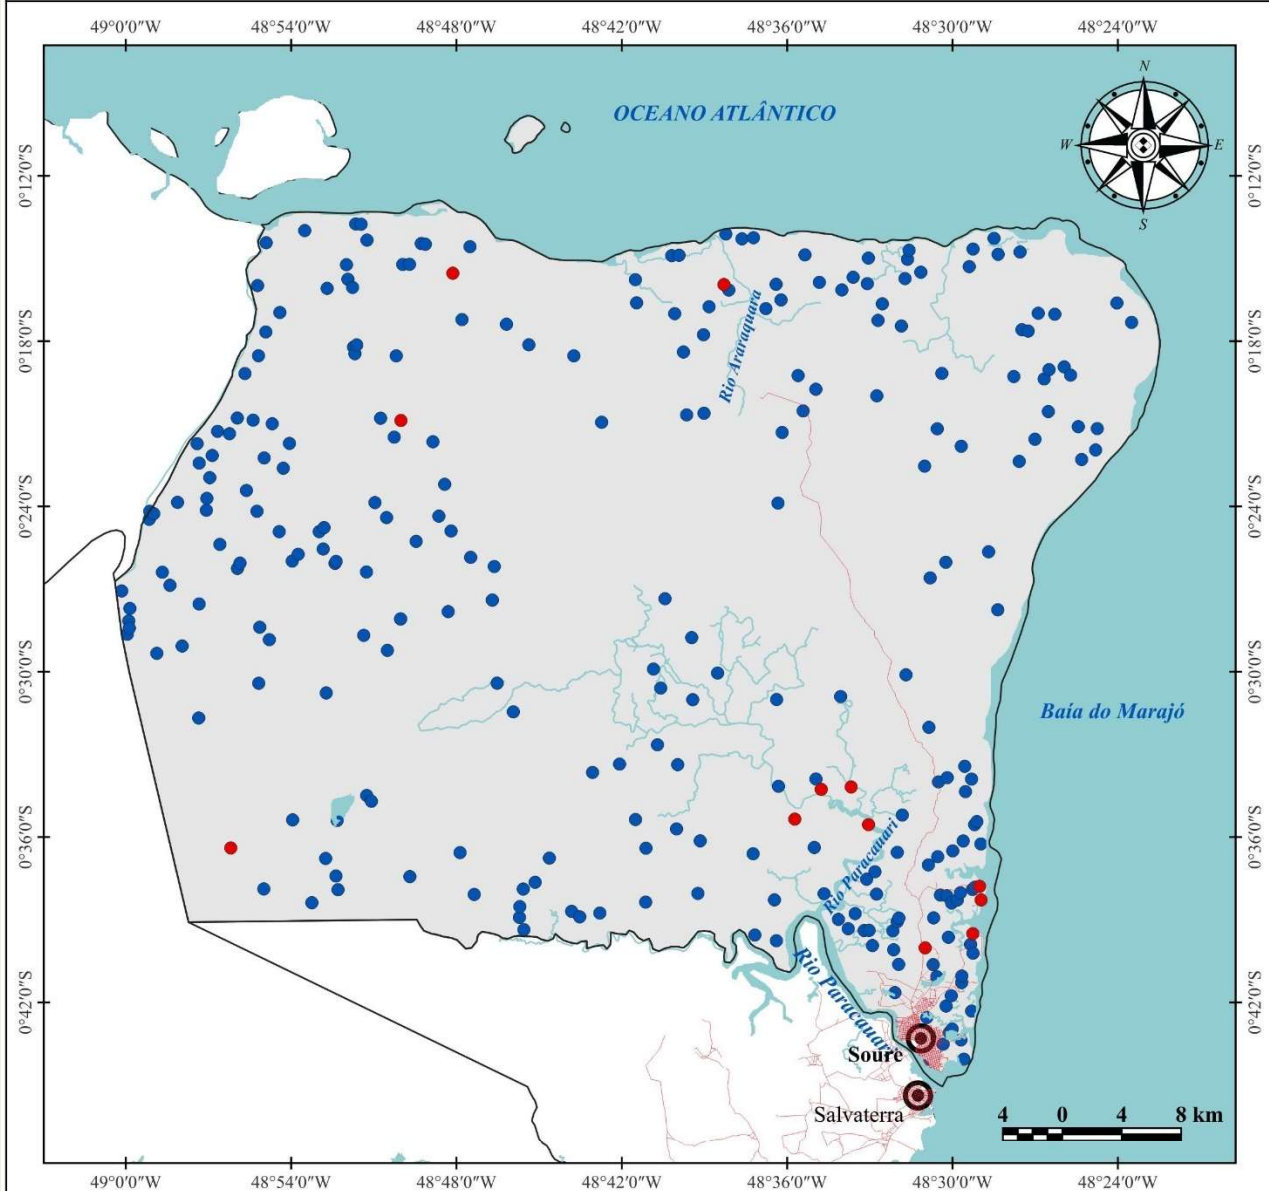 49°0'0"W 48°54'0"W 48°48'0"W 48°42'0"W 48°36'0"W 48°30'0"W 48°24'0"W
N
OCEANO ATLÂNTICO
W E
S
0°12'0"S 0°12'0"S
Rio Araraquara
0°18'0"S 0°18'0"S
0°24'0"S 0°24'0"S
0°30'0"S 0°30'0"S
Baía do Marajó
0°36'0"S 0°36'0"S
Rio Paracauari
Rio Paracauari
0°42'0"S 0°42'0"S
Soure
Salvaterra
4 0 4 8 km
49°0'0"W 48°54'0"W 48°48'0"W 48°42'0"W 48°36'0"W 48°30'0"W 48°24'0"W